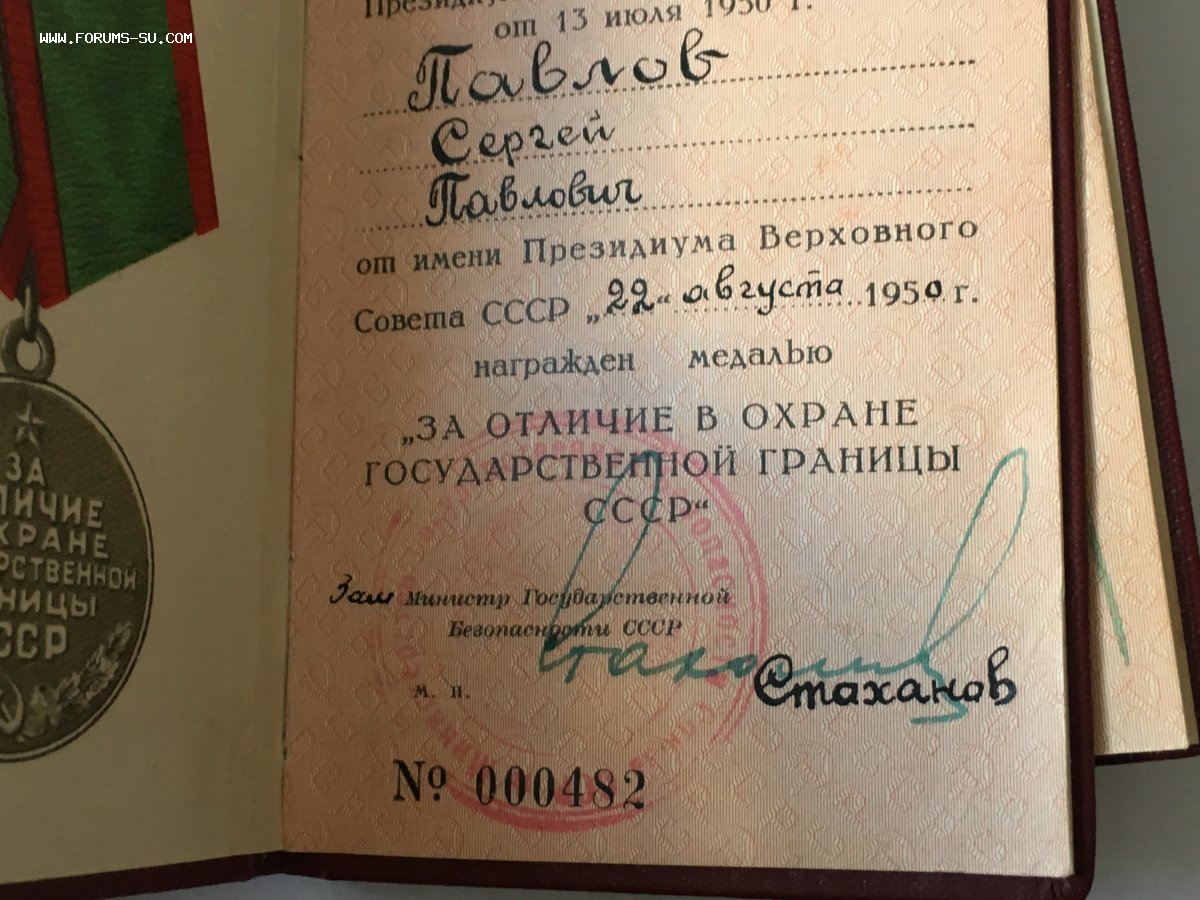 WWW.FORUMS-SU.COM
от 13 июля 1950 г.
Павлов
Сергей
Павлович
от имени Президиума Верховного
Совета СССР „22“ августа 1950 г.
награжден медалью
„ЗА ОТЛИЧИЕ В ОХРАНЕ
ГОСУДАРСТВЕННОЙ ГРАНИЦЫ
СССР“
Зам Министр Государственной
Безопасности СССР
Стаханов
м. п.
Стаханов
№ 000482
ЗА
ЛИЧИЕ
ХРАНЕ
РСТВЕННОЙ
НИЦЫ
ССР